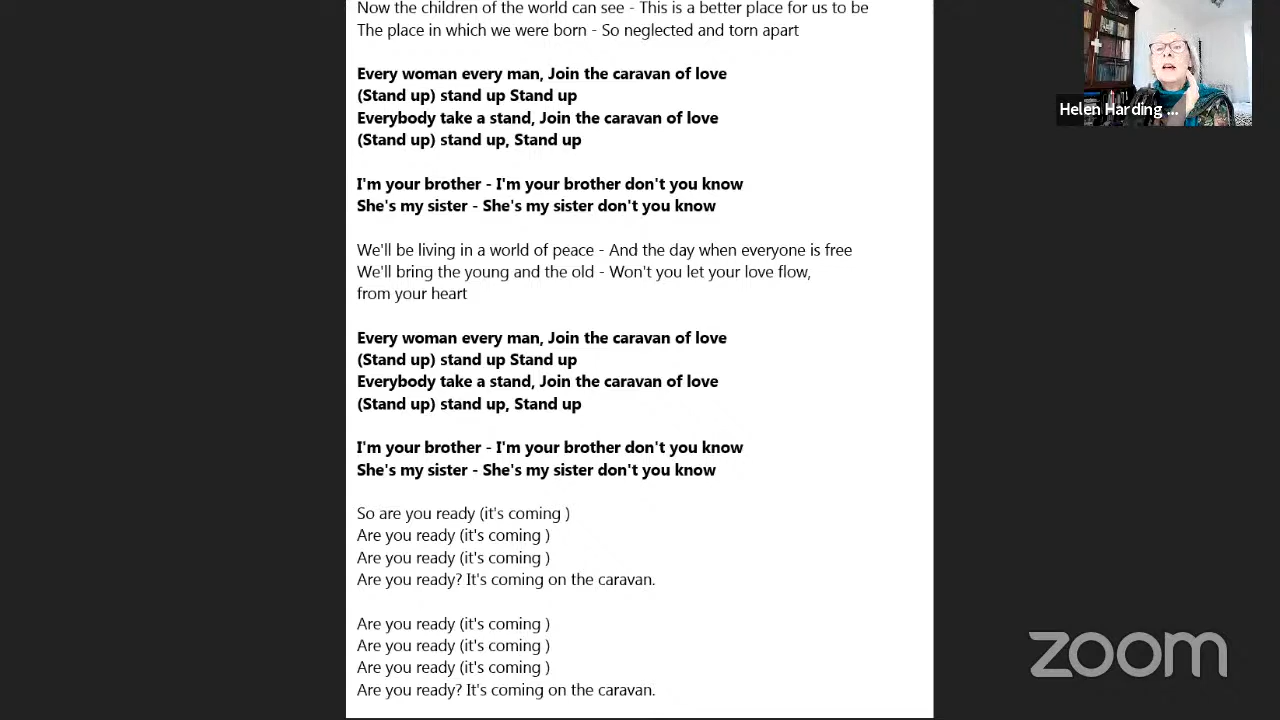 Now the children of the world can see - This is a better place for us to be
The place in which we were born - So neglected and torn apart
Every woman every man, Join the caravan of love
(Stand up) stand up Stand up
Everybody take a stand, Join the caravan of love
(Stand up) stand up, Stand up
I'm your brother - I'm your brother don't you know
She's my sister - She's my sister don't you know
We'll be living in a world of peace - And the day when everyone is free
We'll bring the young and the old - Won't you let your love flow,
from your heart
Every woman every man, Join the caravan of love
(Stand up) stand up Stand up
Everybody take a stand, Join the caravan of love
(Stand up) stand up, Stand up
I'm your brother - I'm your brother don't you know
She's my sister - She's my sister don't you know
So are you ready (it's coming )
Are you ready (it's coming )
Are you ready (it's coming )
Are you ready? It's coming on the caravan.
Are you ready (it's coming )
Are you ready (it's coming )
Are you ready (it's coming )
Are you ready? It's coming on the caravan.
Helen Harding ...
zoom